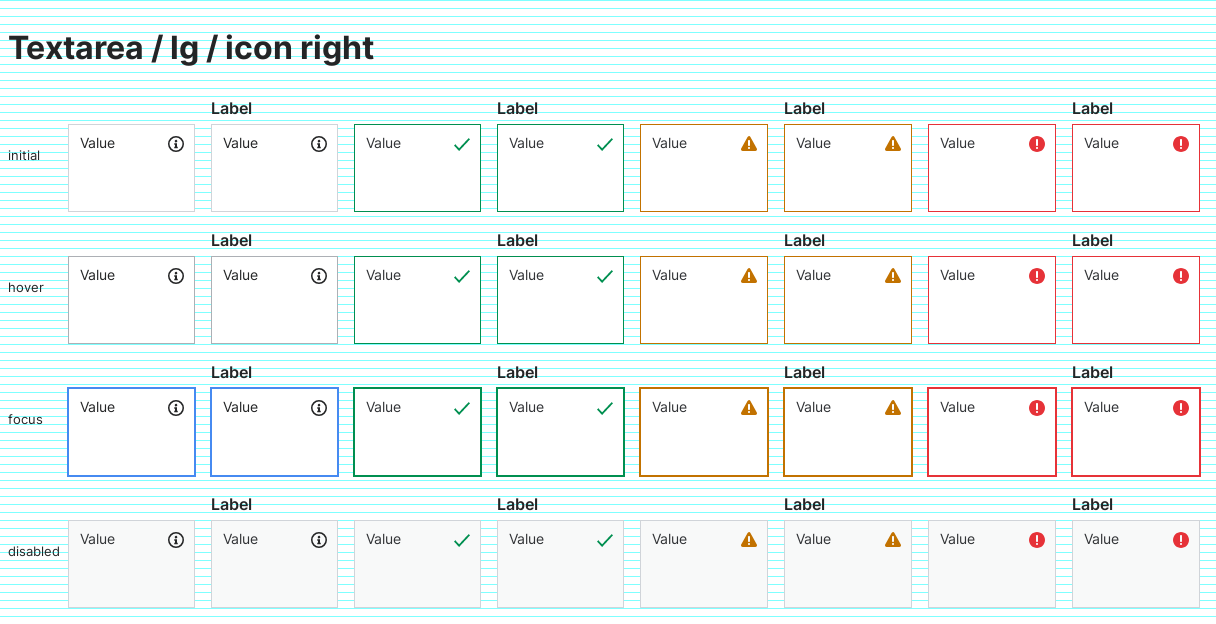 Textarea / lg / icon right
Label Label Label Label
initial Value Value Value Value Value Value Value Value
Label Label Label Label
hover Value Value Value Value Value Value Value Value
Label Label Label Label
focus Value Value Value Value Value Value Value Value
Label Label Label Label
disabled Value Value Value Value Value Value Value Value